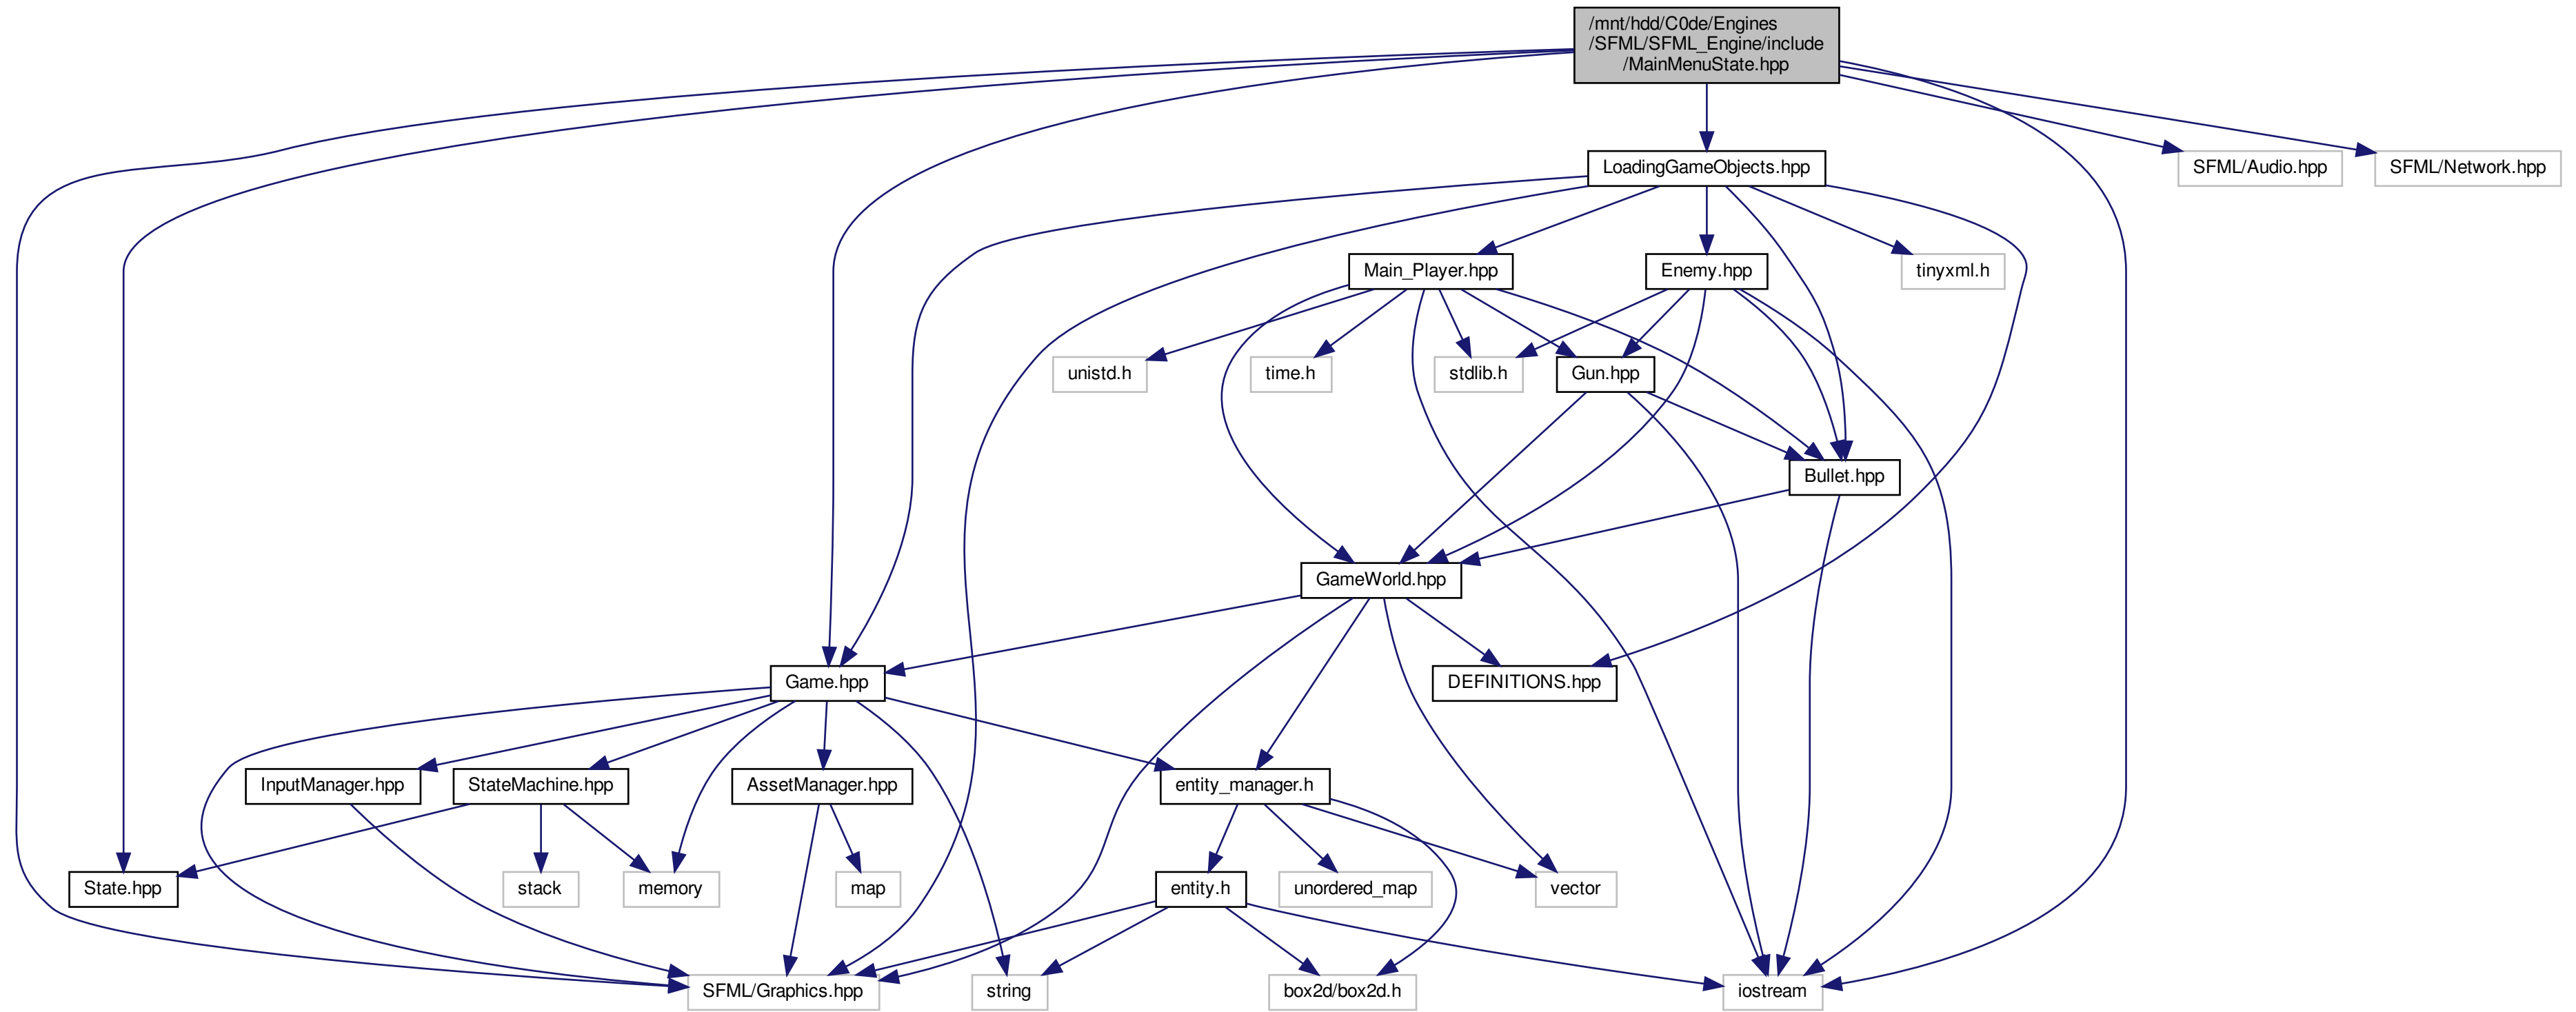 /mnt/hdd/C0de/Engines
/SFML/SFML_Engine/include
/MainMenuState.hpp
LoadingGameObjects.hpp
SFML/Audio.hpp
SFML/Network.hpp
Main_Player.hpp
Enemy.hpp
tinyxml.h
unistd.h
time.h
stdlib.h
Gun.hpp
Bullet.hpp
GameWorld.hpp
Game.hpp
DEFINITIONS.hpp
InputManager.hpp
StateMachine.hpp
AssetManager.hpp
entity_manager.h
State.hpp
stack
memory
map
entity.h
unordered_map
vector
SFML/Graphics.hpp
string
box2d/box2d.h
iostream